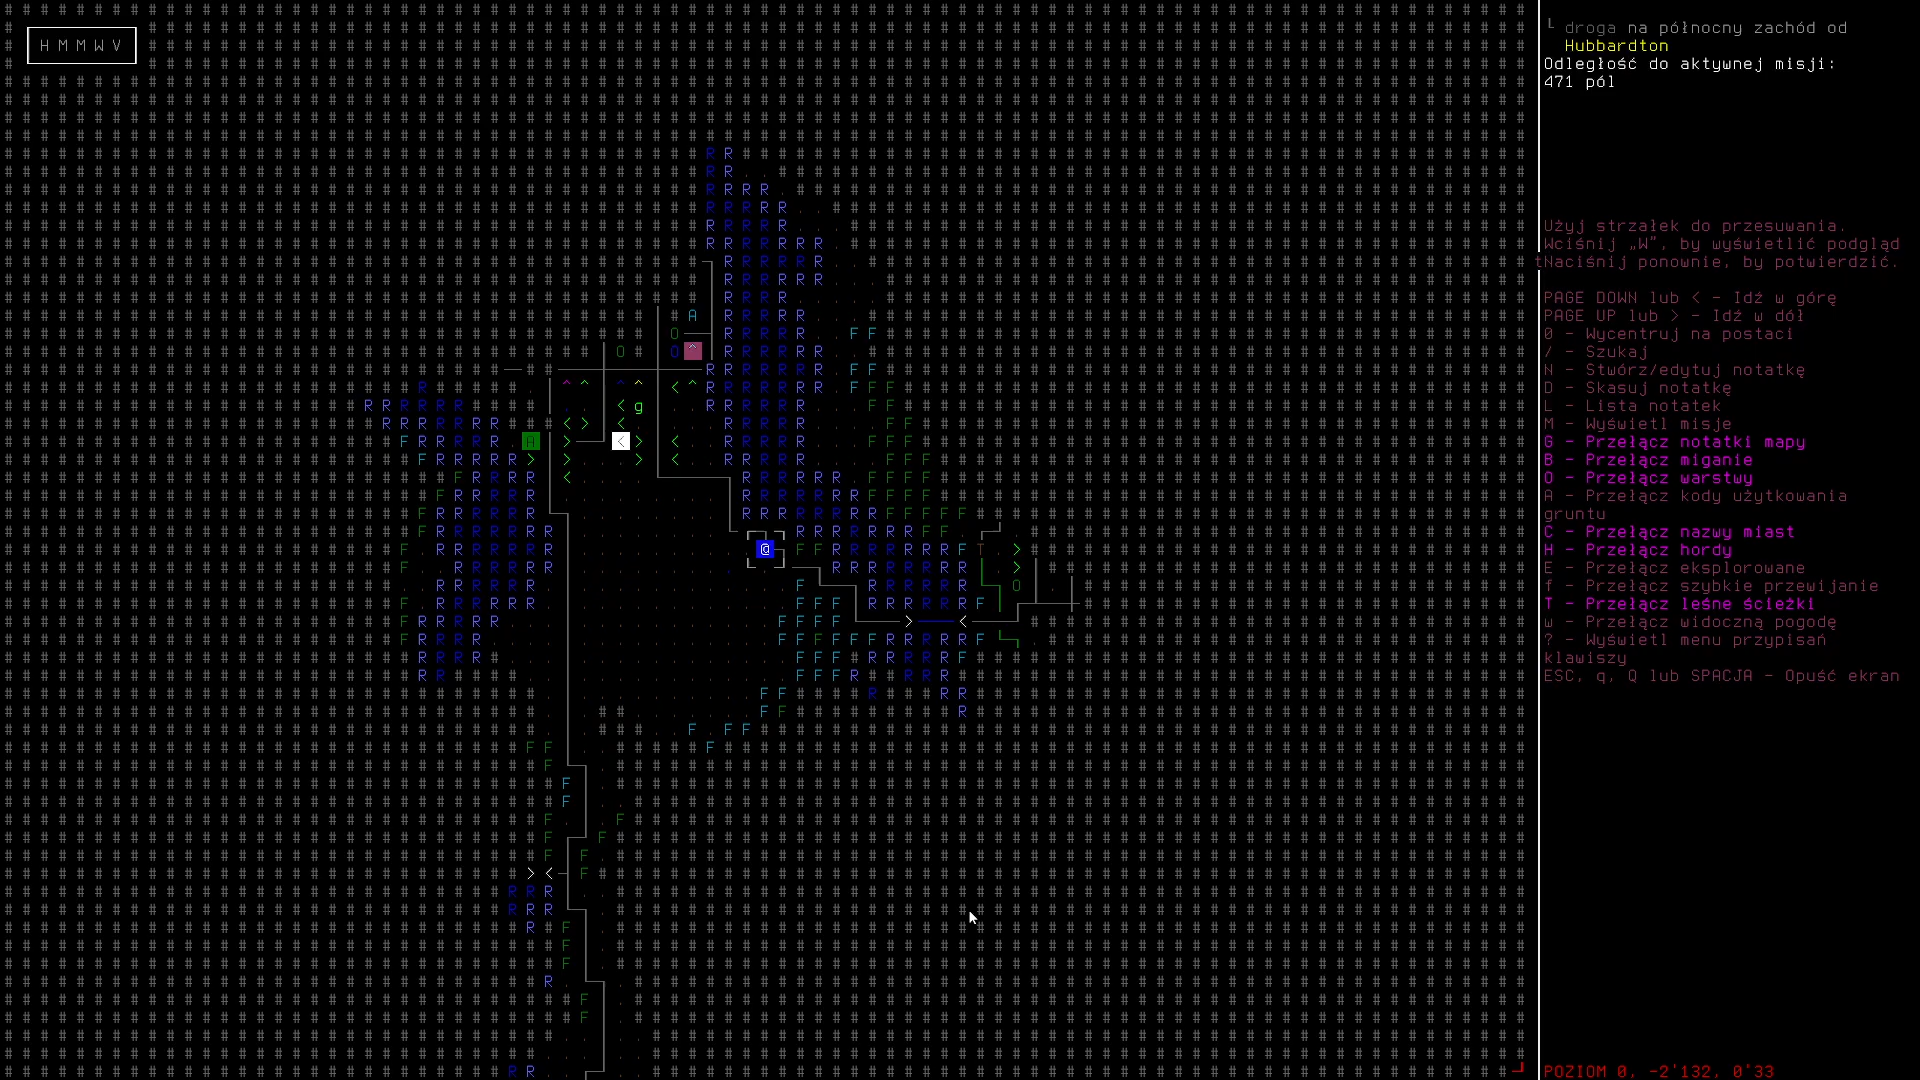 H M M W V
└ droga na północny zachód od
Hubbardton
Odległość do aktywnej misji:
471 pól
Użyj strzałek do przesuwania.
Wciśnij „W”, by wyświetlić podgląd
tNaciśnij ponownie, by potwierdzić.
PAGE DOWN lub < - Idź w górę
PAGE UP lub > - Idź w dół
0 - Wycentruj na postaci
/ - Szukaj
N - Stwórz/edytuj notatkę
D - Skasuj notatkę
L - Lista notatek
M - Wyświetl misje
G - Przełącz notatki mapy
B - Przełącz miganie
O - Przełącz warstwy
A - Przełącz kody użytkowania
gruntu
C - Przełącz nazwy miast
H - Przełącz hordy
E - Przełącz eksplorowane
f - Przełącz szybkie przewijanie
T - Przełącz leśne ścieżki
w - Przełącz widoczną pogodę
? - Wyświetl menu przypisań
klawiszy
ESC, q, Q lub SPACJA - Opuść ekran
POZIOM 0, -2'132, 0'33